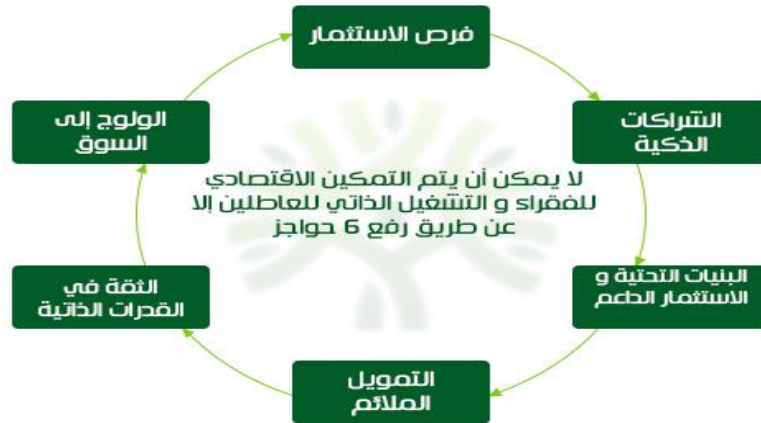 فرص الاستثمار
الشراكات
الذكية
البنيات التحتية و
الاستثمار الداعم
التمويل
الملائم
الثقة في
القدرات الذاتية
الولوج إلى
السوق
لا يمكن أن يتم التمكين الاقتصادي
للفقراء و التشغيل الذاتي للعاطلين إلا
عن طريق رفع 6 حواجز